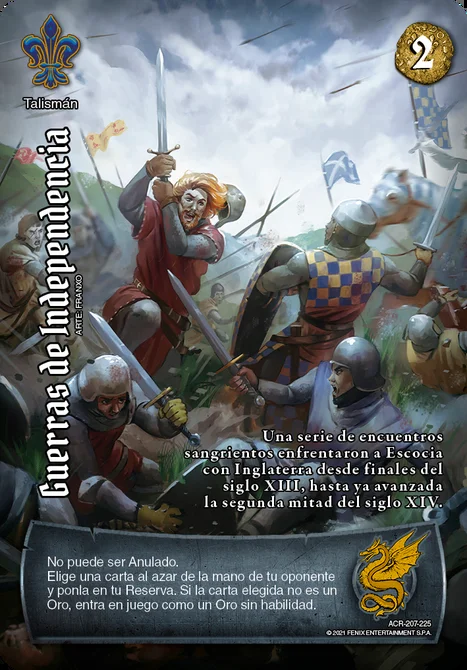 2
Talismán
Guerras de Independencia
ARTE: FRANXO
Una serie de encuentros
sangrientos enfrentaron a Escocia
con Inglaterra desde finales del
siglo XIII, hasta ya avanzada
la segunda mitad del siglo XIV.
No puede ser Anulado.
Elige una carta al azar de la mano de tu oponente
y ponla en tu Reserva. Si la carta elegida no es un
Oro, entra en juego como un Oro sin habilidad.
ACR-207-225
© 2021 FENIX ENTERTAINMENT S.P.A.